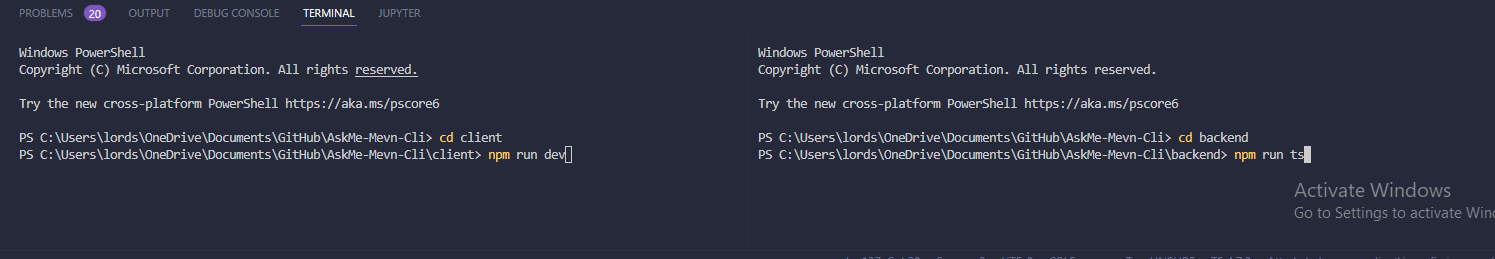 PROBLEMS 20 OUTPUT DEBUG CONSOLE TERMINAL JUPYTER
Windows PowerShell
Copyright (C) Microsoft Corporation. All rights reserved.
Try the new cross-platform PowerShell https://aka.ms/pscore6
PS C:\Users\lords\OneDrive\Documents\GitHub\AskMe-Mevn-Cli> cd client
PS C:\Users\lords\OneDrive\Documents\GitHub\AskMe-Mevn-Cli\client> npm run dev
Windows PowerShell
Copyright (C) Microsoft Corporation. All rights reserved.
Try the new cross-platform PowerShell https://aka.ms/pscore6
PS C:\Users\lords\OneDrive\Documents\GitHub\AskMe-Mevn-Cli> cd backend
PS C:\Users\lords\OneDrive\Documents\GitHub\AskMe-Mevn-Cli\backend> npm run ts
Activate Windows
Go to Settings to activate Win